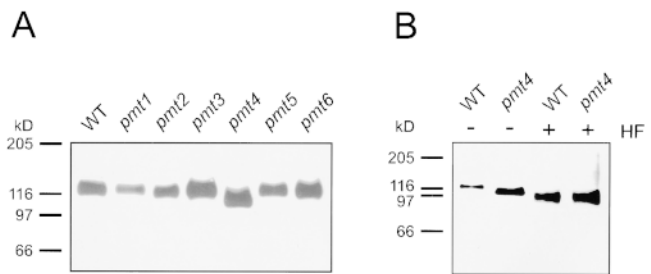 A
kD
WT pmt1 pmt2 pmt3 pmt4 pmt5 pmt6
205
116
97
66
B
kD
WT pmt4 WT pmt4
- - + + HF
205
116
97
66